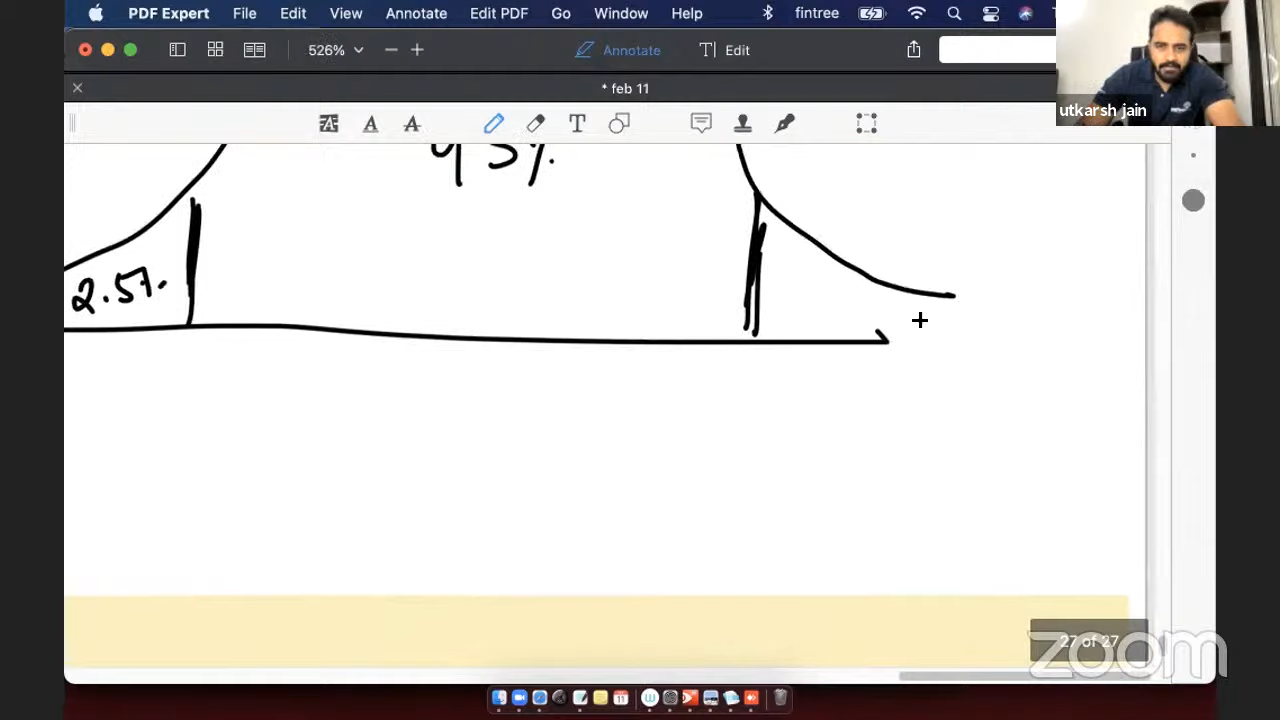 PDF Expert File Edit View Annotate Edit PDF Go Window Help fintree
526% Annotate T| Edit
* feb 11
utkarsh jain
95%.
2.5%.
27 of 27
zoom